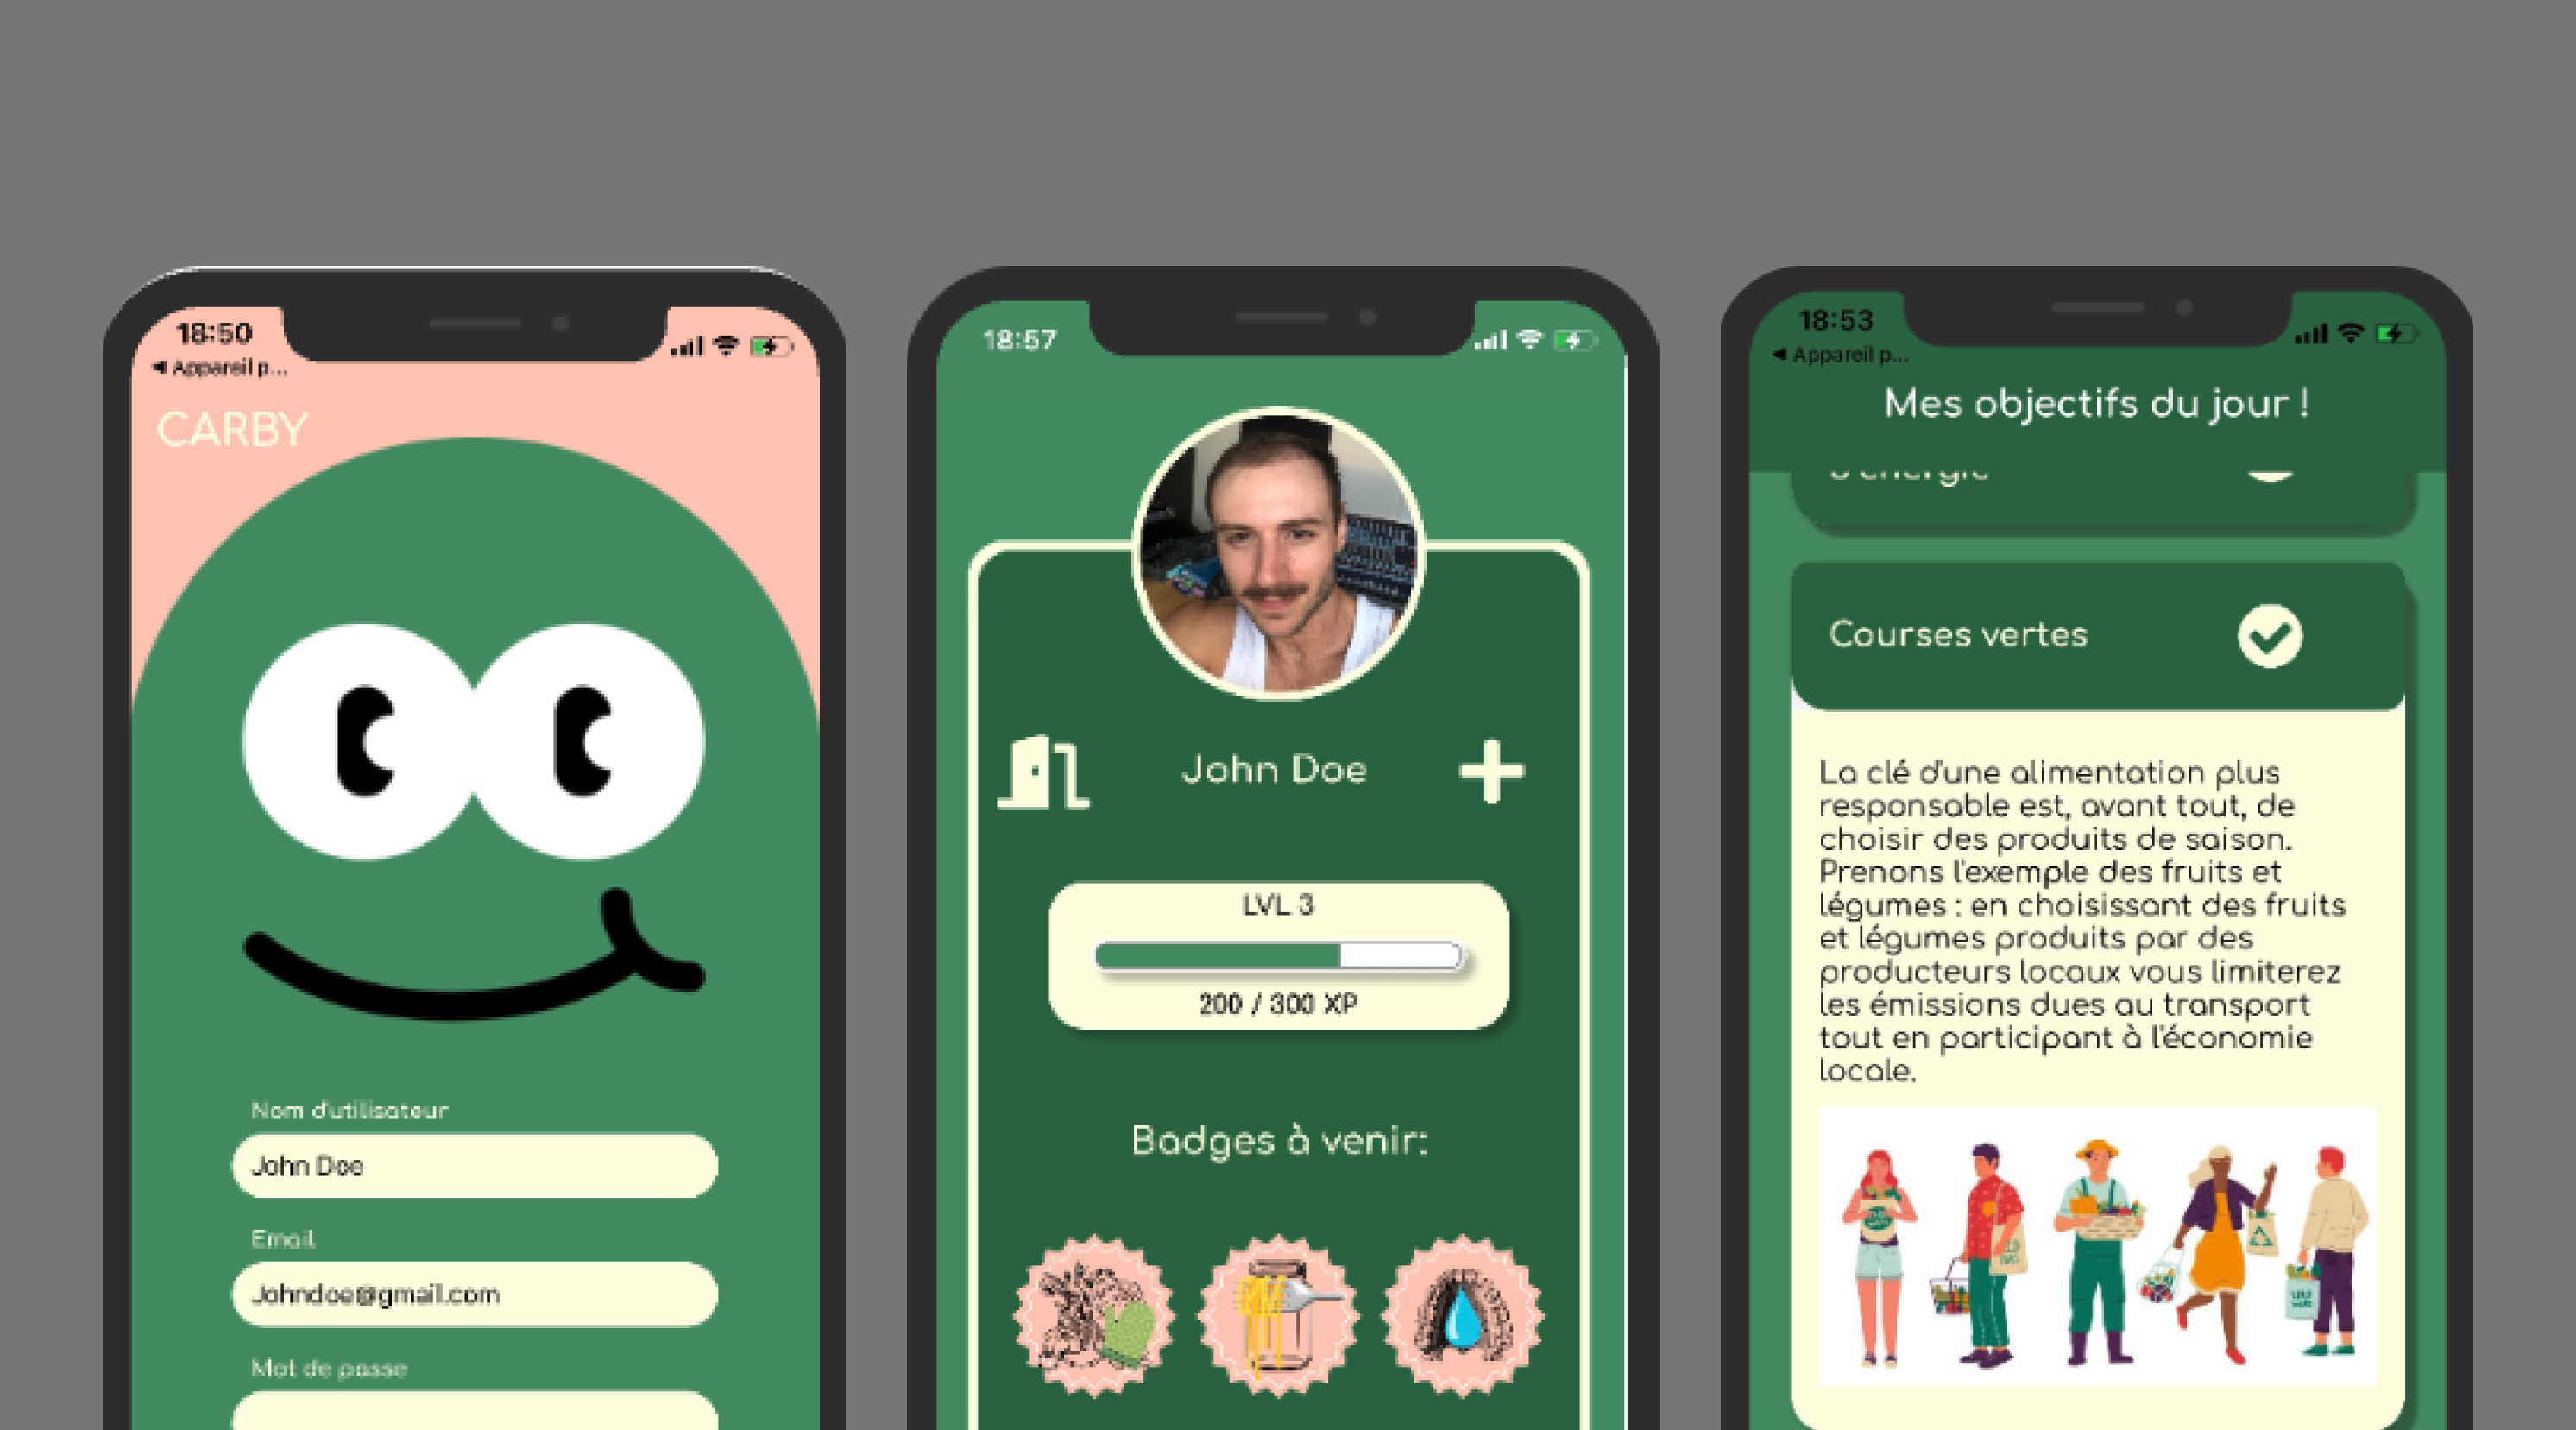 18:50
◀ Appareil p...
CARBY
Nom d'utilisateur
John Doe
Email
Johndoe@gmail.com
Mot de passe
18:57
John Doe
LVL 3
200 / 300 XP
Badges à venir:
18:53
◀ Appareil p...
Mes objectifs du jour !
d'énergie
Courses vertes
La clé d'une alimentation plus
responsable est, avant tout, de
choisir des produits de saison.
Prenons l'exemple des fruits et
légumes : en choisissant des fruits
et légumes produits par des
producteurs locaux vous limiterez
les émissions dues au transport
tout en participant à l'économie
locale.